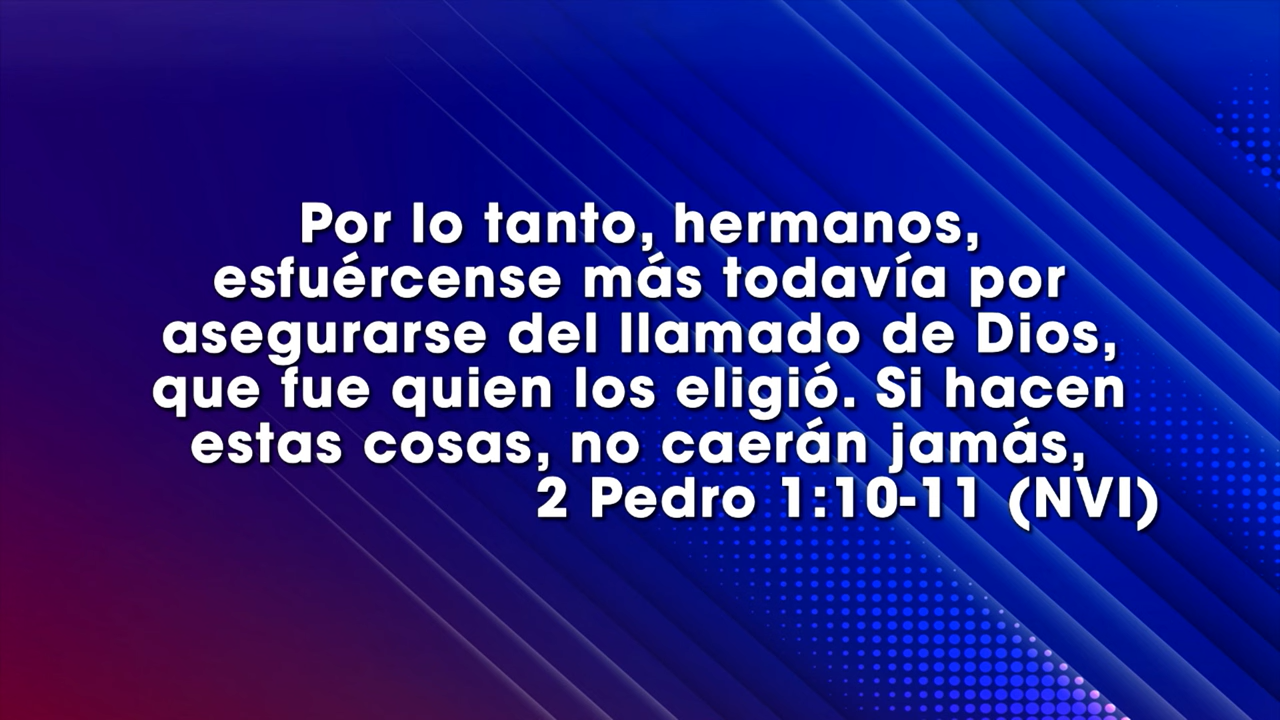 Por lo tanto, hermanos,
esfuércense más todavía por
asegurarse del llamado de Dios,
que fue quien los eligió. Si hacen
estas cosas, no caerán jamás,
2 Pedro 1:10-11 (NVI)